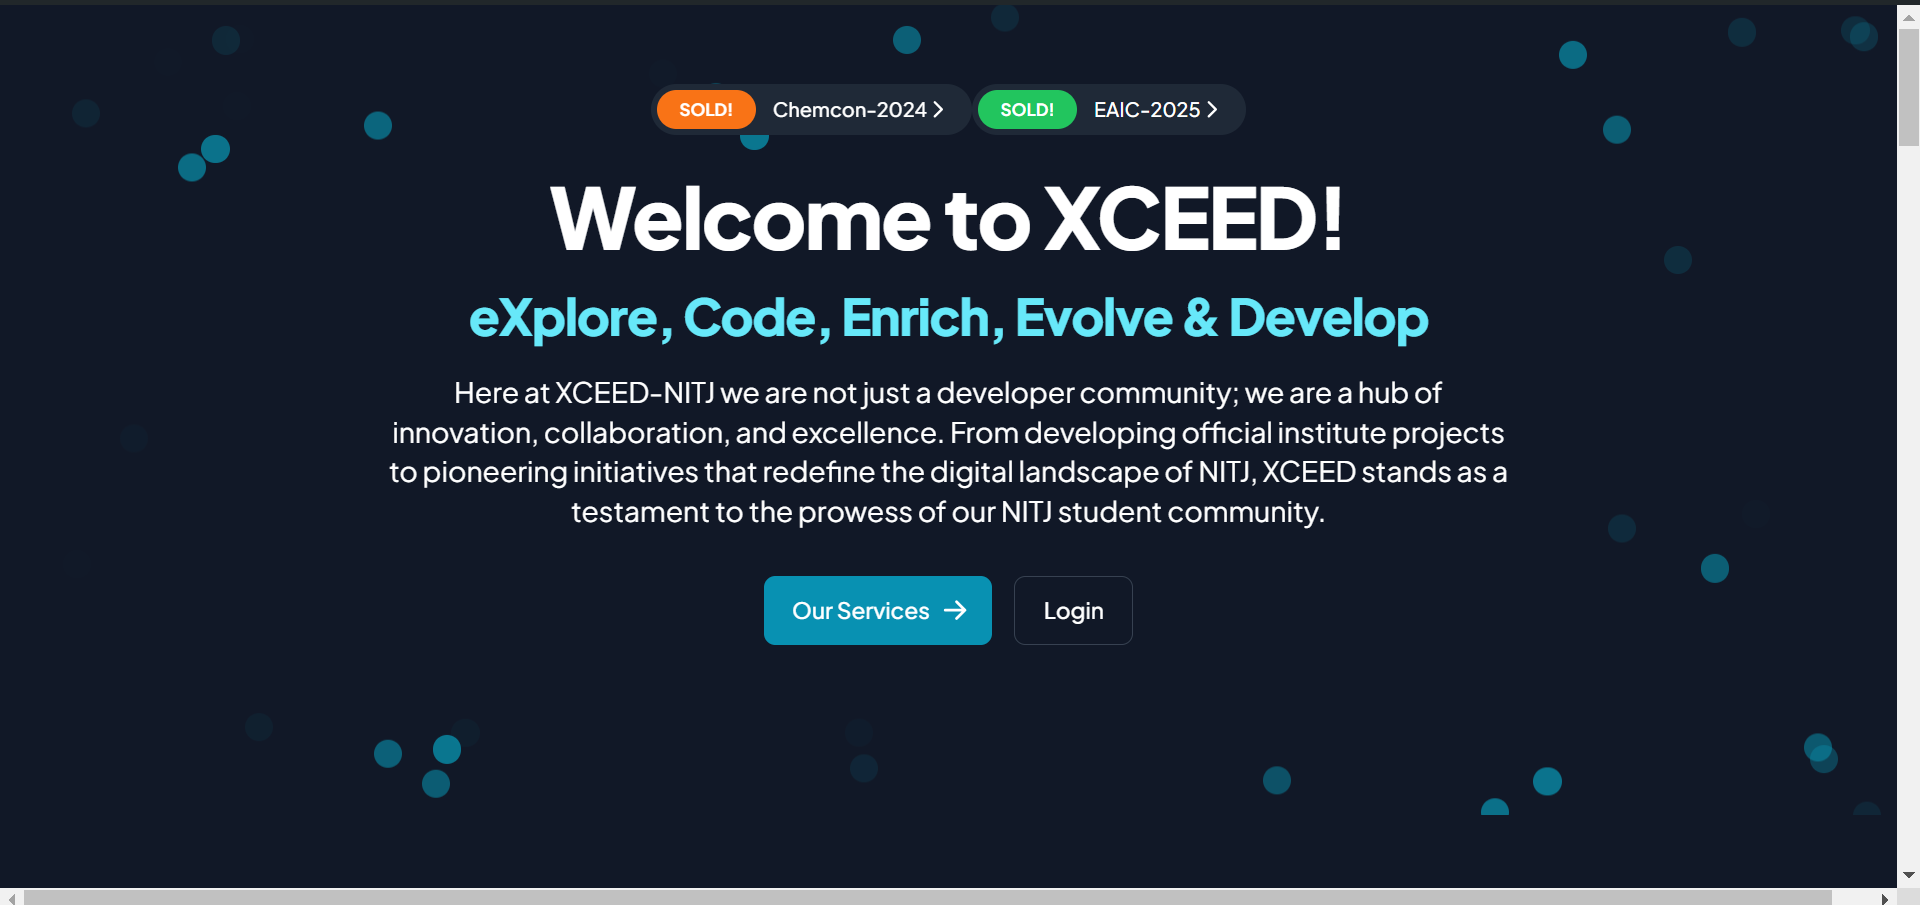 SOLD! Chemcon-2024 SOLD! EAIC-2025
Welcome to XCEED!
eXplore, Code, Enrich, Evolve & Develop
Here at XCEED-NITJ we are not just a developer community; we are a hub of
innovation, collaboration, and excellence. From developing official institute projects
to pioneering initiatives that redefine the digital landscape of NITJ, XCEED stands as a
testament to the prowess of our NITJ student community.
Our Services Login